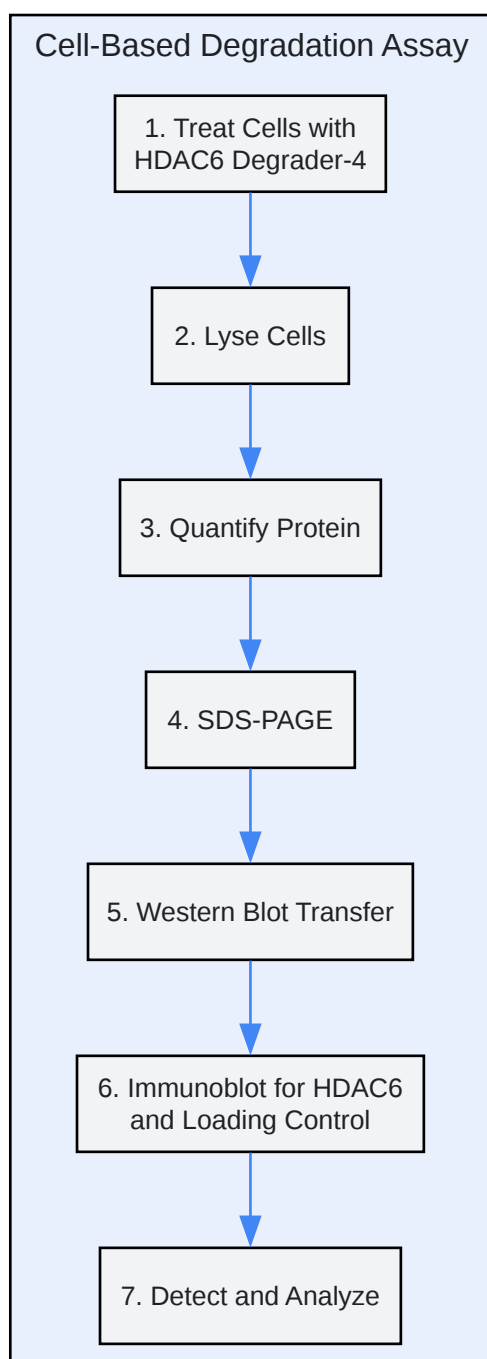 Cell-Based Degradation Assay
1. Treat Cells with
HDAC6 Degrader-4
2. Lyse Cells
3. Quantify Protein
4. SDS-PAGE
5. Western Blot Transfer
6. Immunoblot for HDAC6
and Loading Control
7. Detect and Analyze